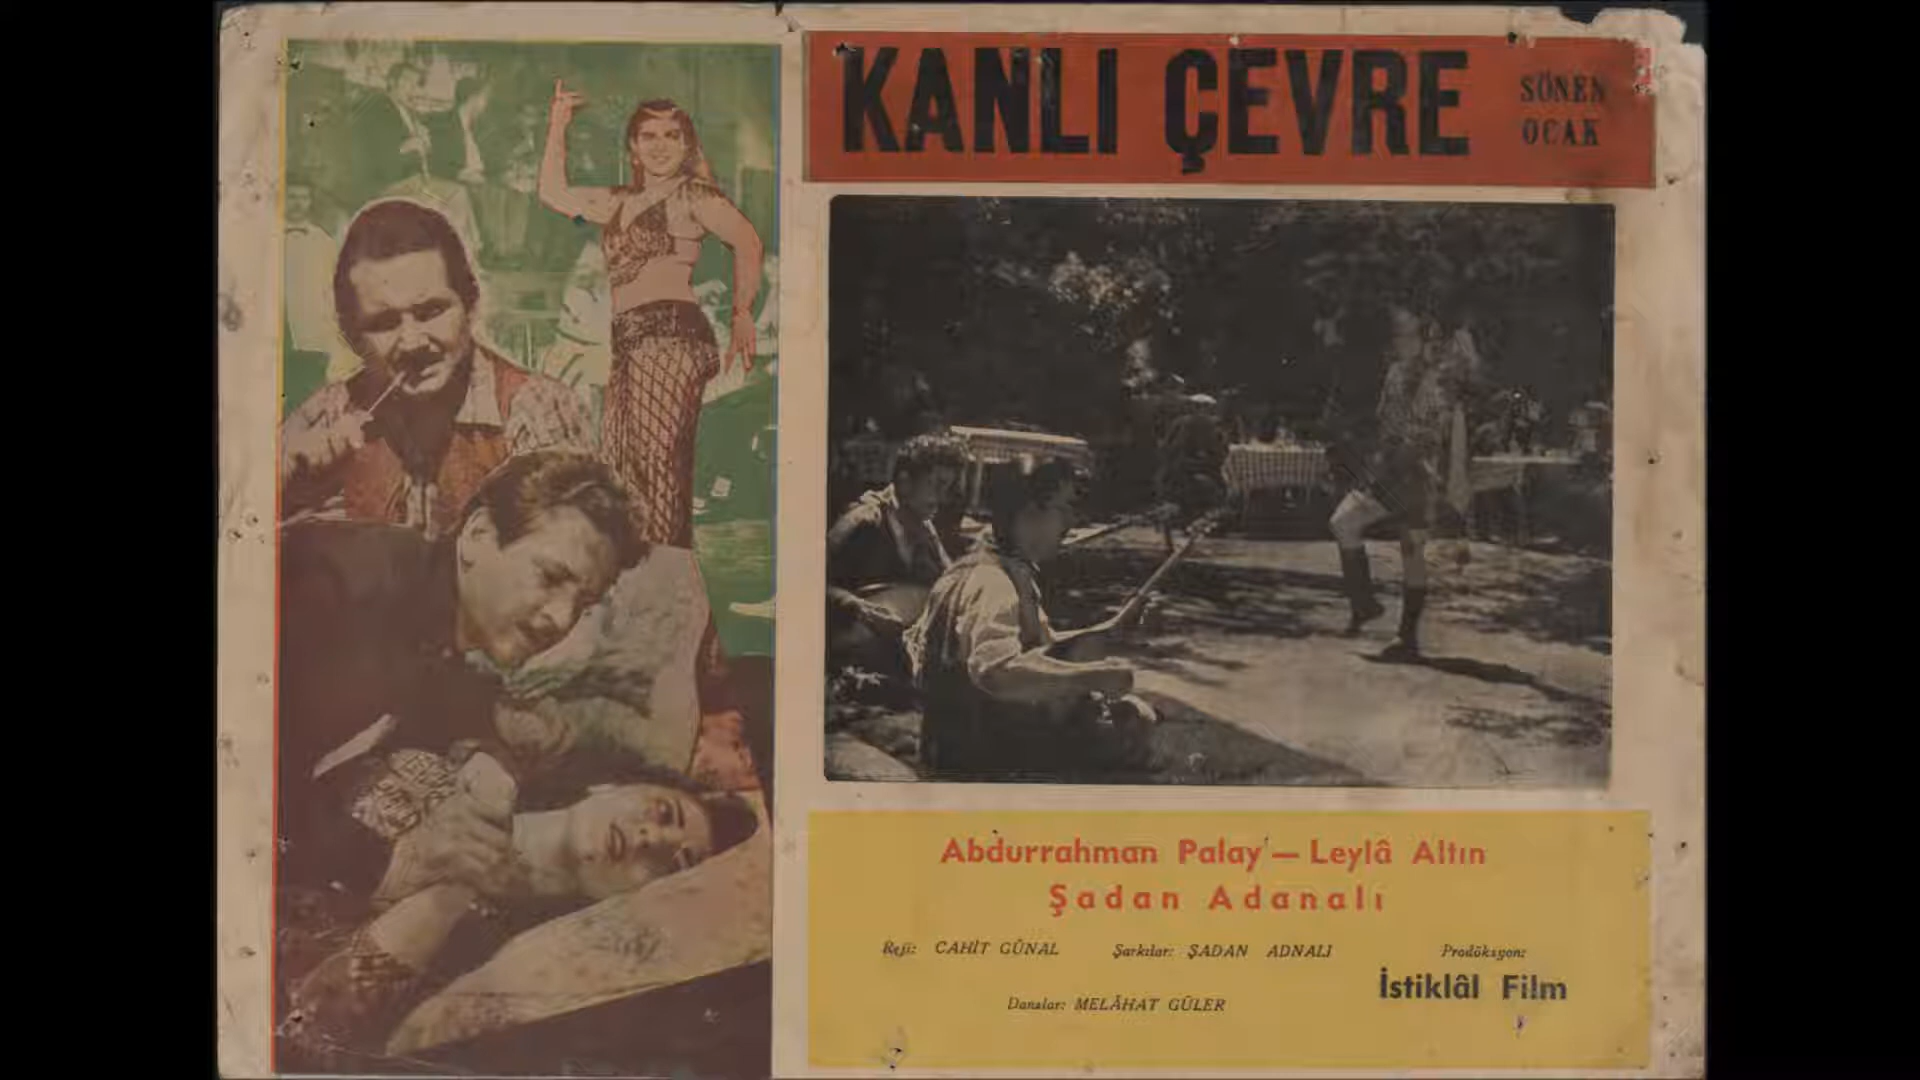 KANLI ÇEVRE
SÖNEN
OCAK
Abdurrahman Palay — Leylâ Altın
Şadan Adanalı
Reji: CAHİT GÜNAL
Şarkılar: ŞADAN ADNALI
Prodöksyon:
İstiklâl Film
Danslar: MELÂHAT GÜLER